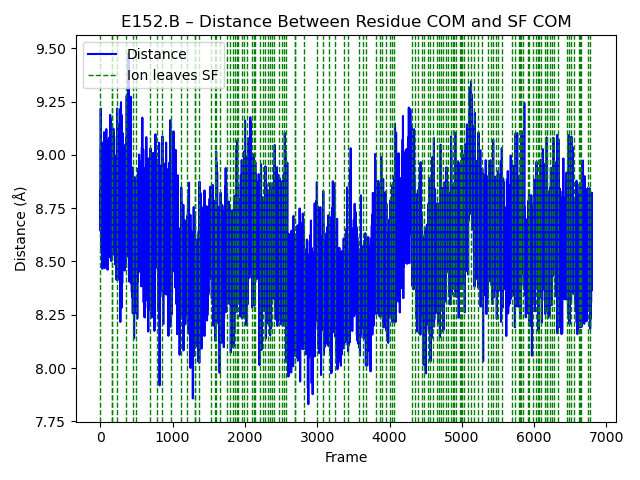 E152.B – Distance Between Residue COM and SF COM
Distance
Ion leaves SF
Distance (Å)
9.50
9.25
9.00
8.75
8.50
8.25
8.00
7.75
0 1000 2000 3000 4000 5000 6000 7000
Frame